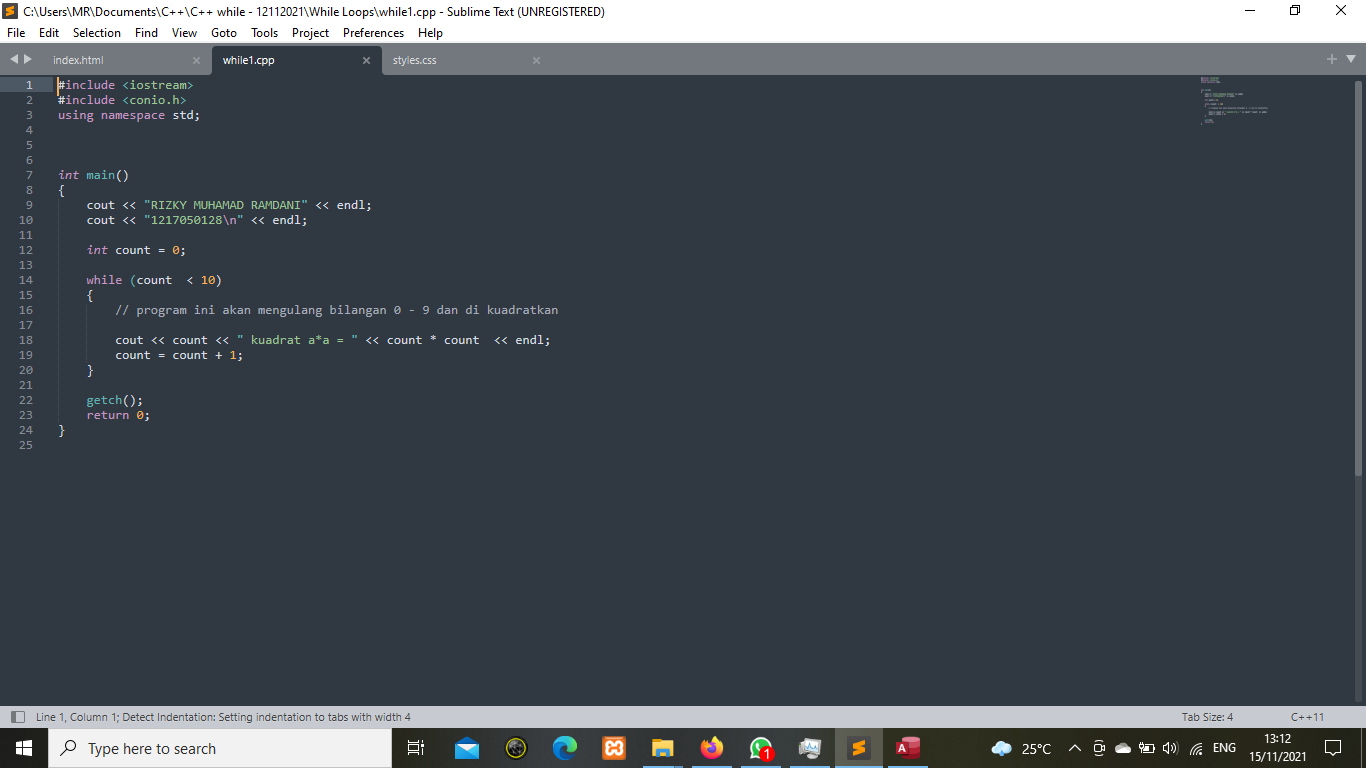 C:\Users\MR\Documents\C++\C++ while - 12112021\While Loops\while1.cpp - Sublime Text (UNREGISTERED)
File Edit Selection Find View Goto Tools Project Preferences Help
index.html while1.cpp styles.css
1 #include <iostream>
2 #include <conio.h>
3 using namespace std;
4
5
6
7 int main()
8 {
9 cout << "RIZKY MUHAMAD RAMDANI" << endl;
10 cout << "1217050128\n" << endl;
11
12 int count = 0;
13
14 while (count  < 10)
15 {
16 // program ini akan mengulang bilangan 0 - 9 dan di kuadratkan
17
18 cout << count << " kuadrat a*a = " << count * count  << endl;
19 count = count + 1;
20 }
21
22 getch();
23 return 0;
24 }
25
Line 1, Column 1; Detect Indentation: Setting indentation to tabs with width 4 Tab Size: 4 C++11
Type here to search 1 A 25°C ENG 13:12
15/11/2021